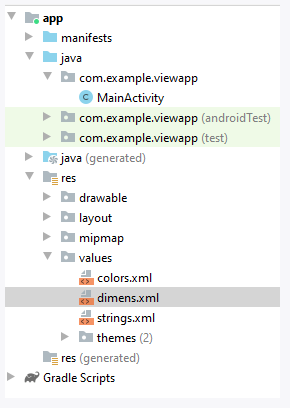 app
manifests
java
com.example.viewapp
MainActivity
com.example.viewapp (androidTest)
com.example.viewapp (test)
java (generated)
res
drawable
layout
mipmap
values
colors.xml
dimens.xml
strings.xml
themes (2)
res (generated)
Gradle Scripts